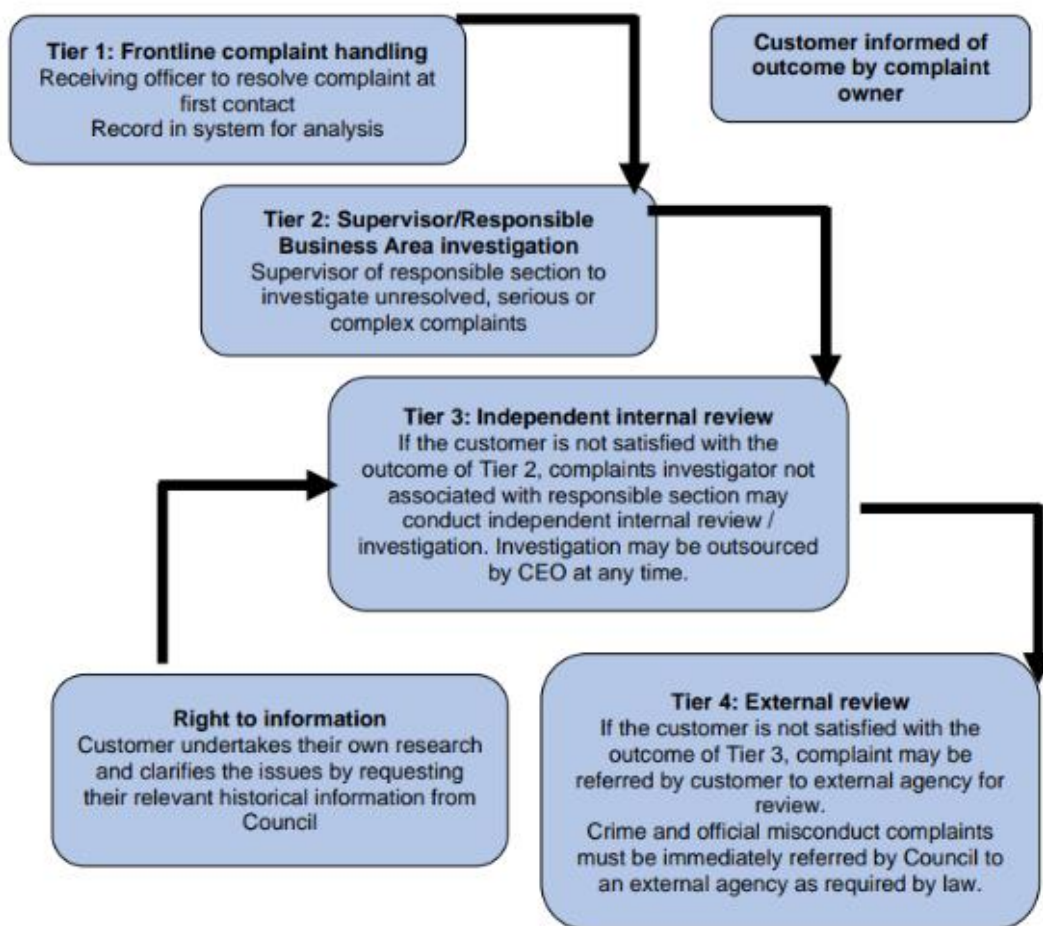 Tier 1: Frontline complaint handling
Receiving officer to resolve complaint at
first contact
Record in system for analysis
Customer informed of
outcome by complaint
owner
Tier 2: Supervisor/Responsible
Business Area investigation
Supervisor of responsible section to
investigate unresolved, serious or
complex complaints
Tier 3: Independent internal review
If the customer is not satisfied with the
outcome of Tier 2, complaints investigator not
associated with responsible section may
conduct independent internal review /
investigation. Investigation may be outsourced
by CEO at any time.
Right to information
Customer undertakes their own research
and clarifies the issues by requesting
their relevant historical information from
Council
Tier 4: External review
If the customer is not satisfied with the
outcome of Tier 3, complaint may be
referred by customer to external agency for
review.
Crime and official misconduct complaints
must be immediately referred by Council to
an external agency as required by law.